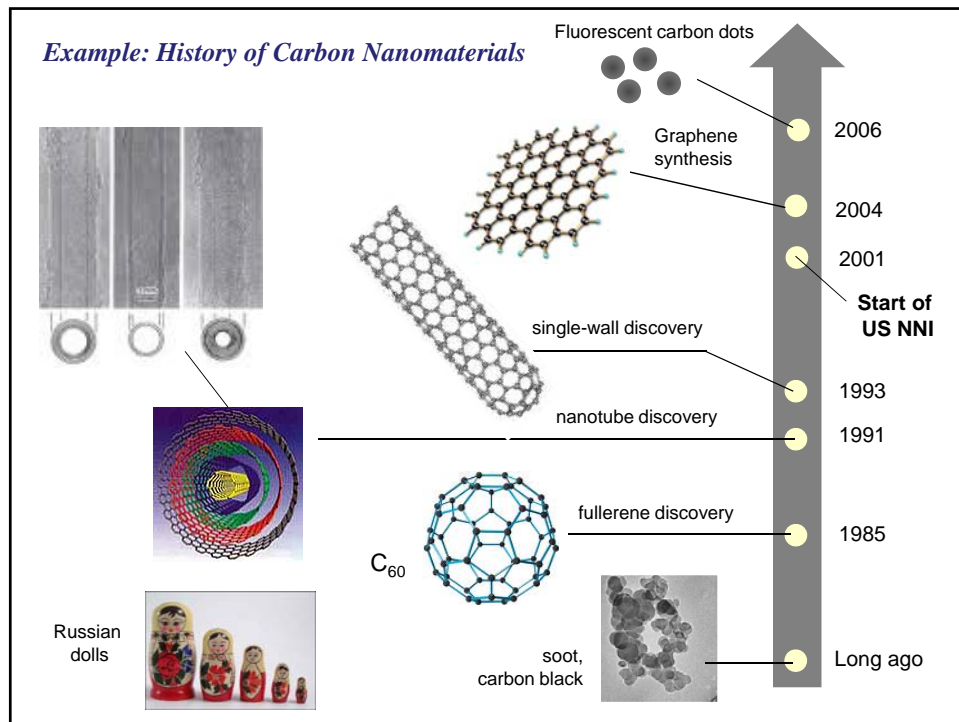 Example: History of Carbon Nanomaterials
Fluorescent carbon dots
2006
Graphene
synthesis
2004
2001
Start of
US NNI
single-wall discovery
1993
nanotube discovery
1991
fullerene discovery
1985
C₆₀
Russian
dolls
soot,
carbon black
Long ago